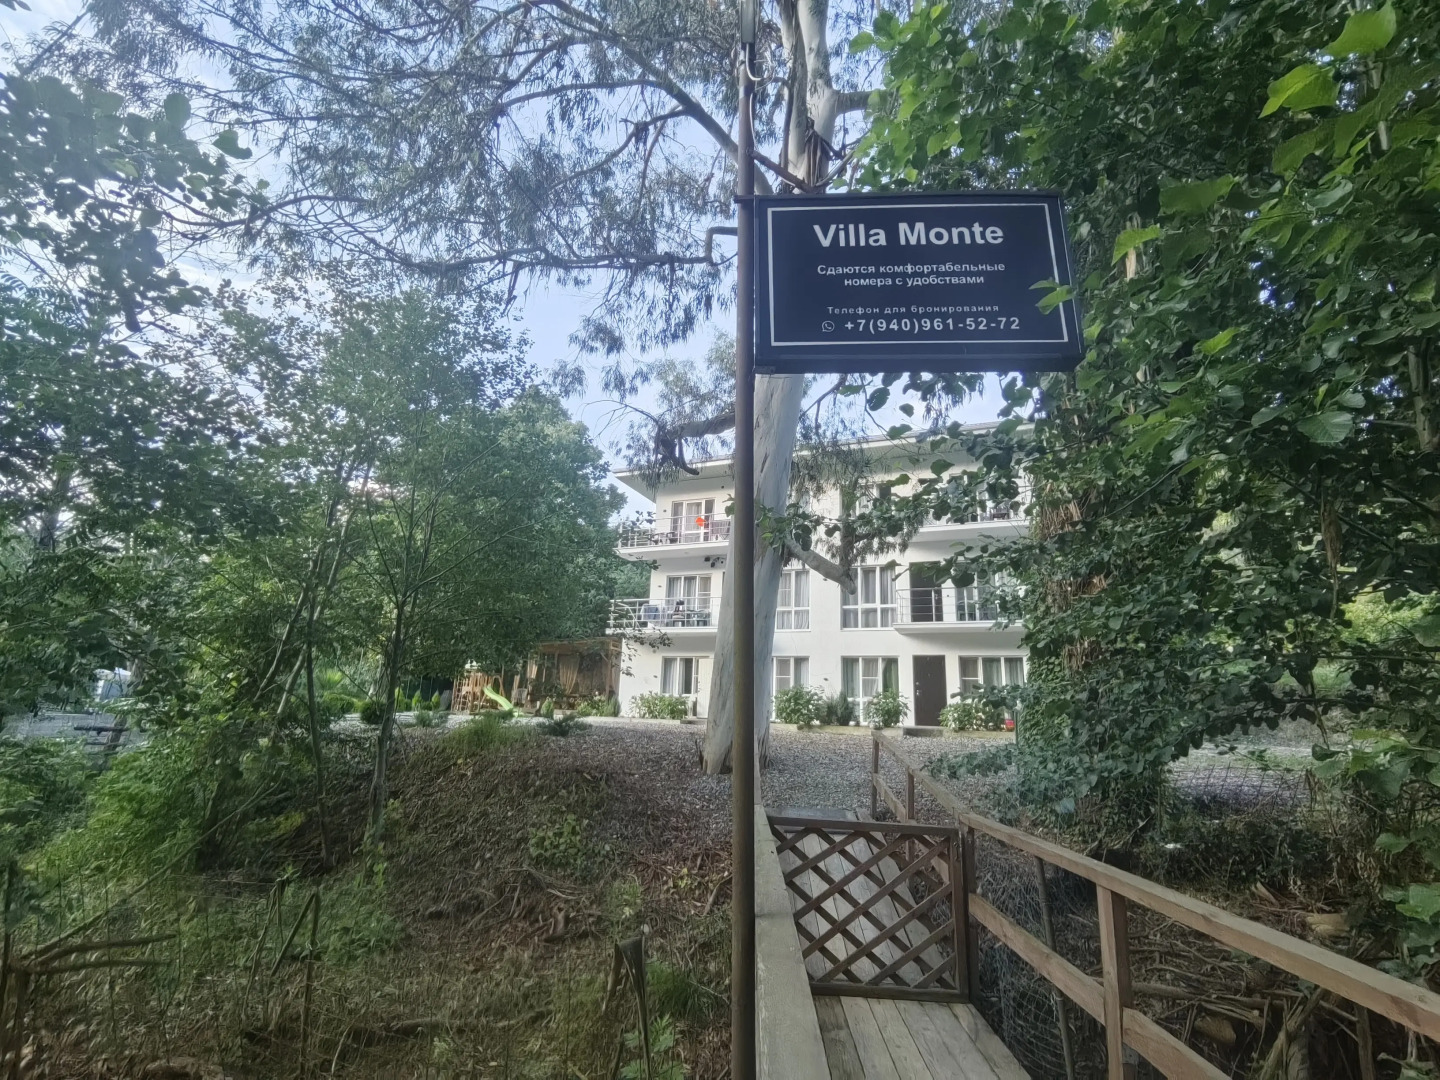 Villa Monte
Сдаются комфортабельные
номера с удобствами
Телефон для бронирования
+7(940)961-52-72